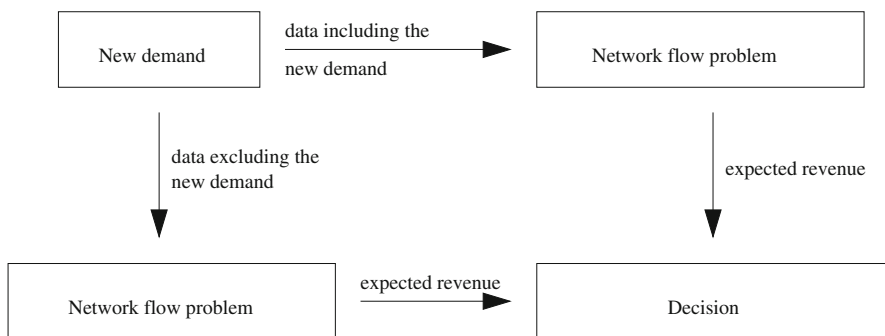 New demand
data including the
new demand
Network flow problem
data excluding the
new demand
expected revenue
Network flow problem
expected revenue
Decision